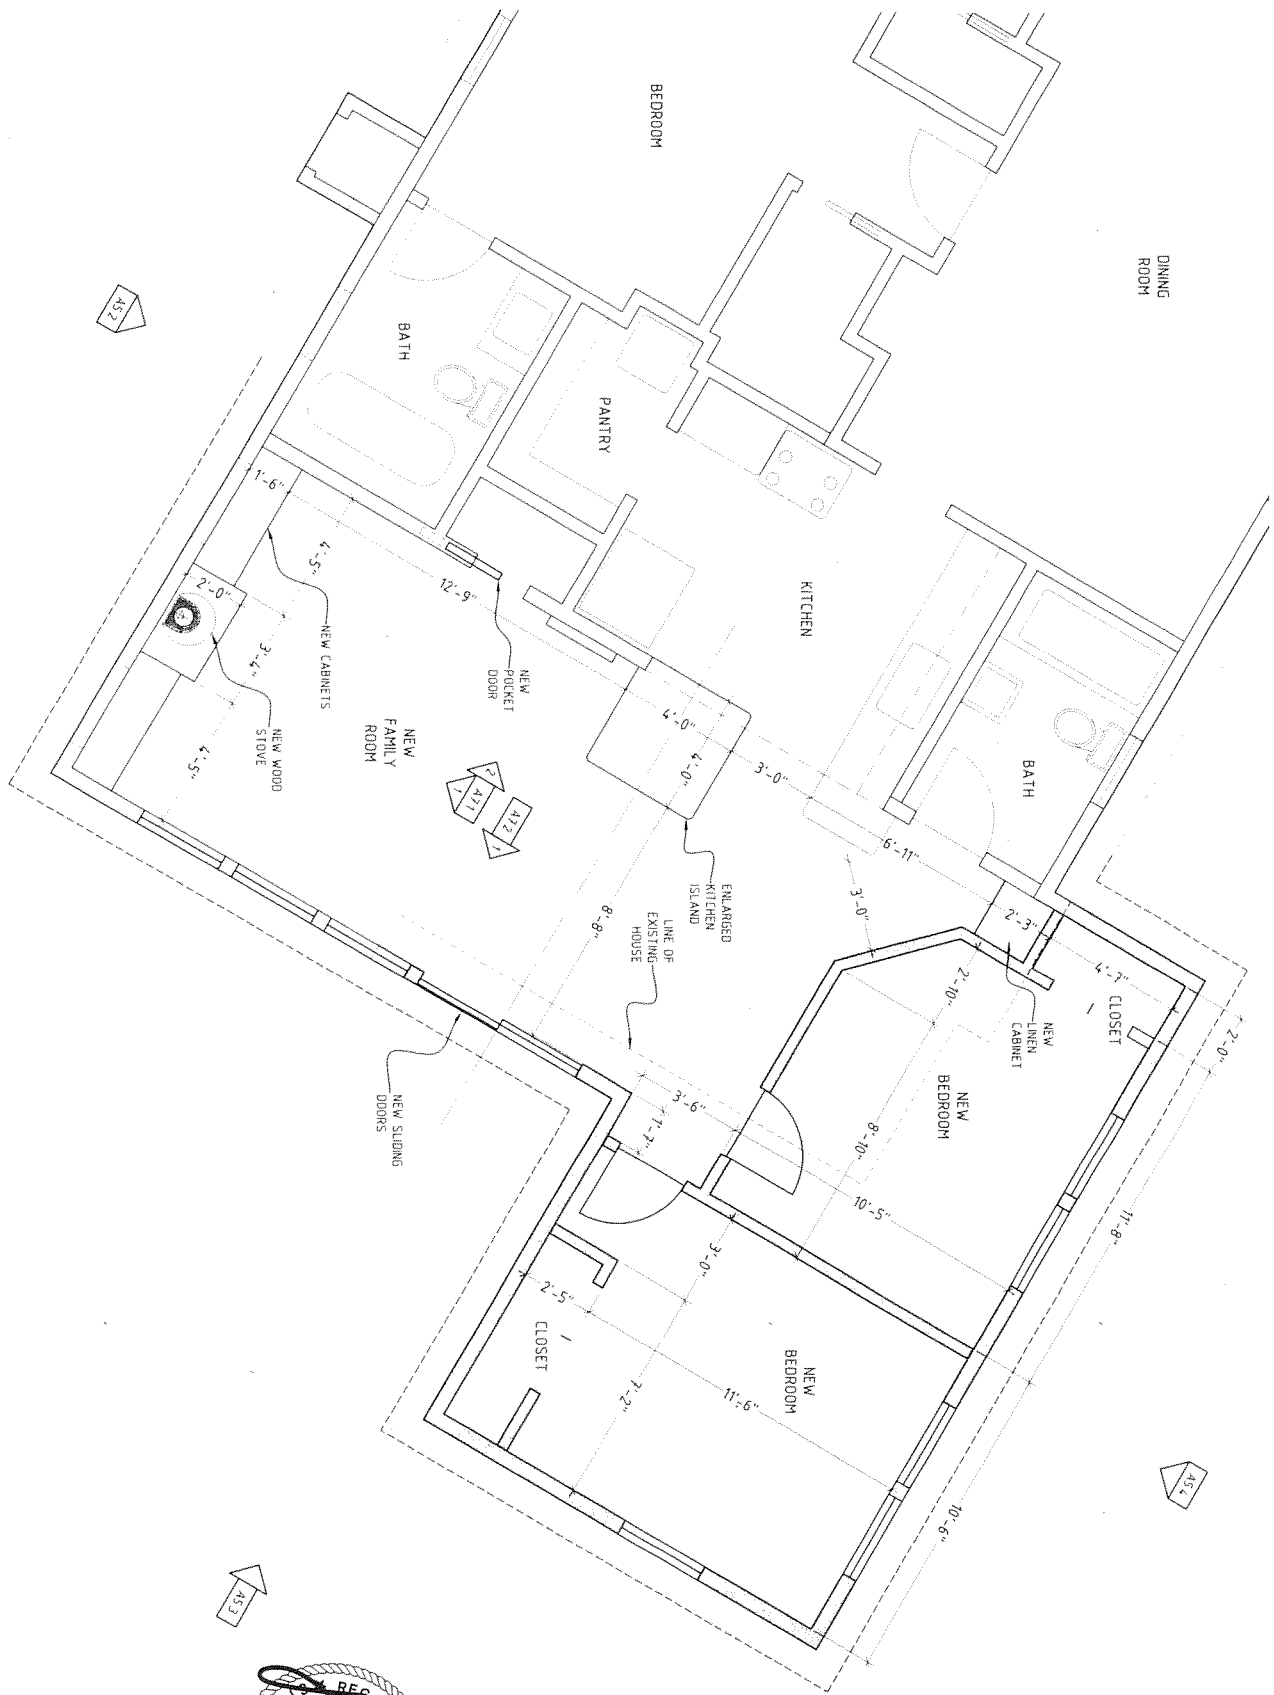 BEDROOM
DINING
ROOM
BATH
PANTRY
KITCHEN
BATH
A5.2
1'-6"
4'-5"
12'-9"
2'-0"
3'-4"
4'-5"
NEW CABINETS
NEW WOOD
STOVE
NEW
POCKET
DOOR
NEW
FAMILY
ROOM
2
A7.1
1
A7.2
1
4'-0"
4'-0"
3'-0"
6'-11"
3'-0"
2'-3"
4'-7"
2'-0"
ENLARGED
KITCHEN
ISLAND
8'-8"
LINE OF
EXISTING
HOUSE
NEW SLIDING
DOORS
NEW
LINEN
CABINET
CLOSET
2'-10"
NEW
BEDROOM
8'-10"
3'-6"
1'-7"
10'-5"
11'-8"
3'-0"
2'-5"
CLOSET
7'-2"
11'-6"
NEW
BEDROOM
10'-6"
A5.4
A5.3
REG